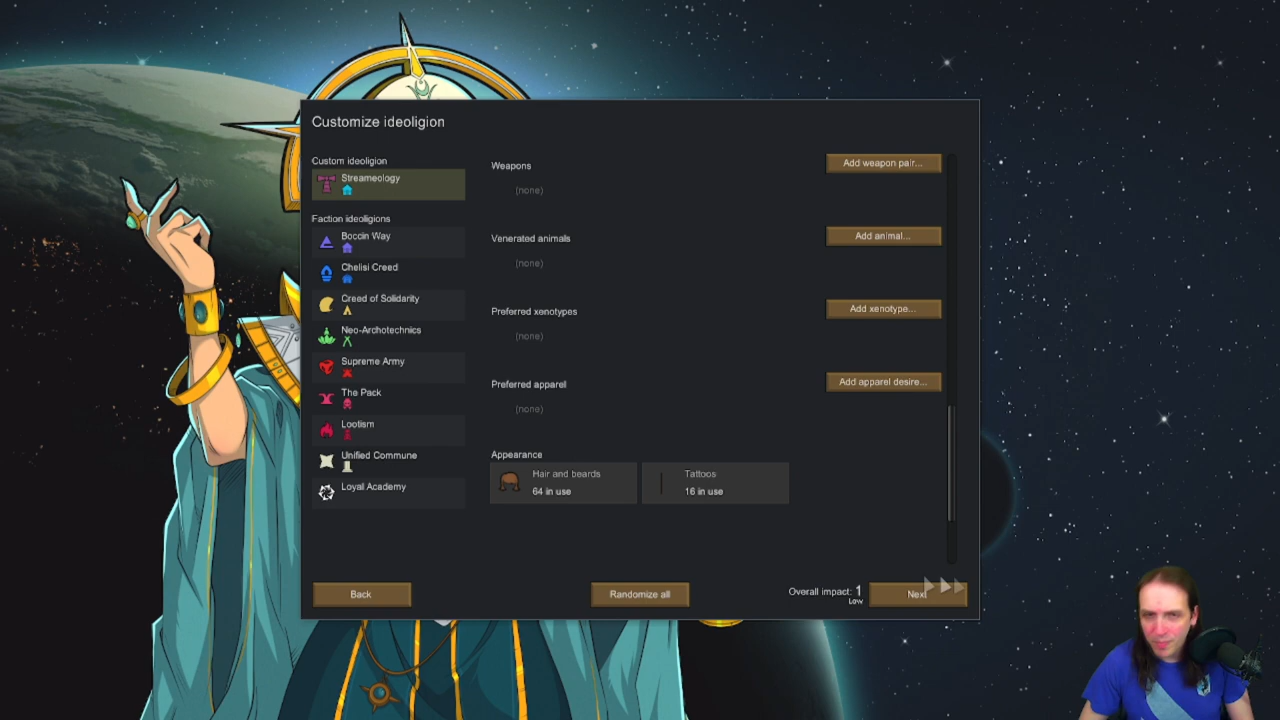 Customize ideoligion
Custom ideoligion
Streameology
Faction ideoligions
Boccin Way
Chelisi Creed
Creed of Solidarity
Neo-Archotechnics
Supreme Army
The Pack
Lootism
Unified Commune
Loyal Academy
Weapons
Add weapon pair...
(none)
Venerated animals
Add animal...
(none)
Preferred xenotypes
Add xenotype...
(none)
Preferred apparel
Add apparel desire...
(none)
Appearance
Hair and beards
64 in use
Tattoos
16 in use
Back
Randomize all
Overall impact: 1
Low
Next